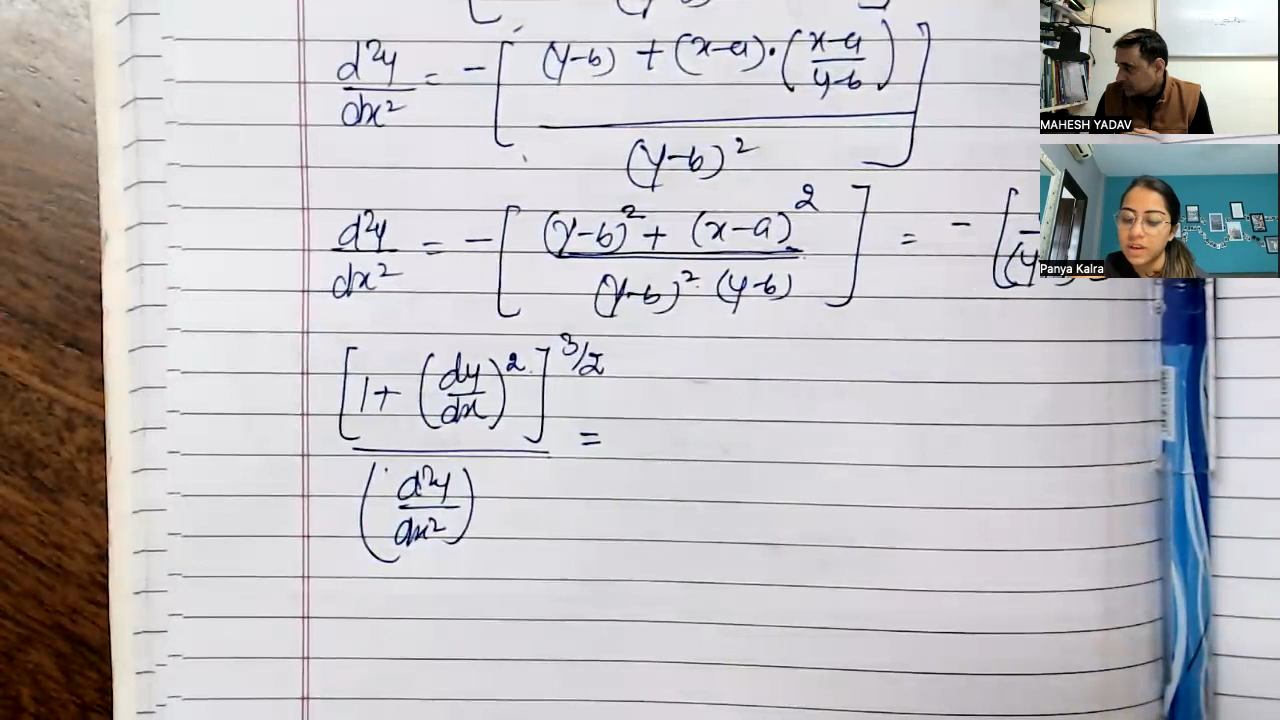 d²y/dx² = -[ ((y-b) + (x-a)·((x-a)/(y-b))) / (y-b)² ]
MAHESH YADAV
d²y/dx² = -[ ((y-b)² + (x-a)²) / ((y-b)² (y-b)) ] = -[
Panya Kalra
[1+ (dy/dx)²]^3/2 / (d²y/dx²) =